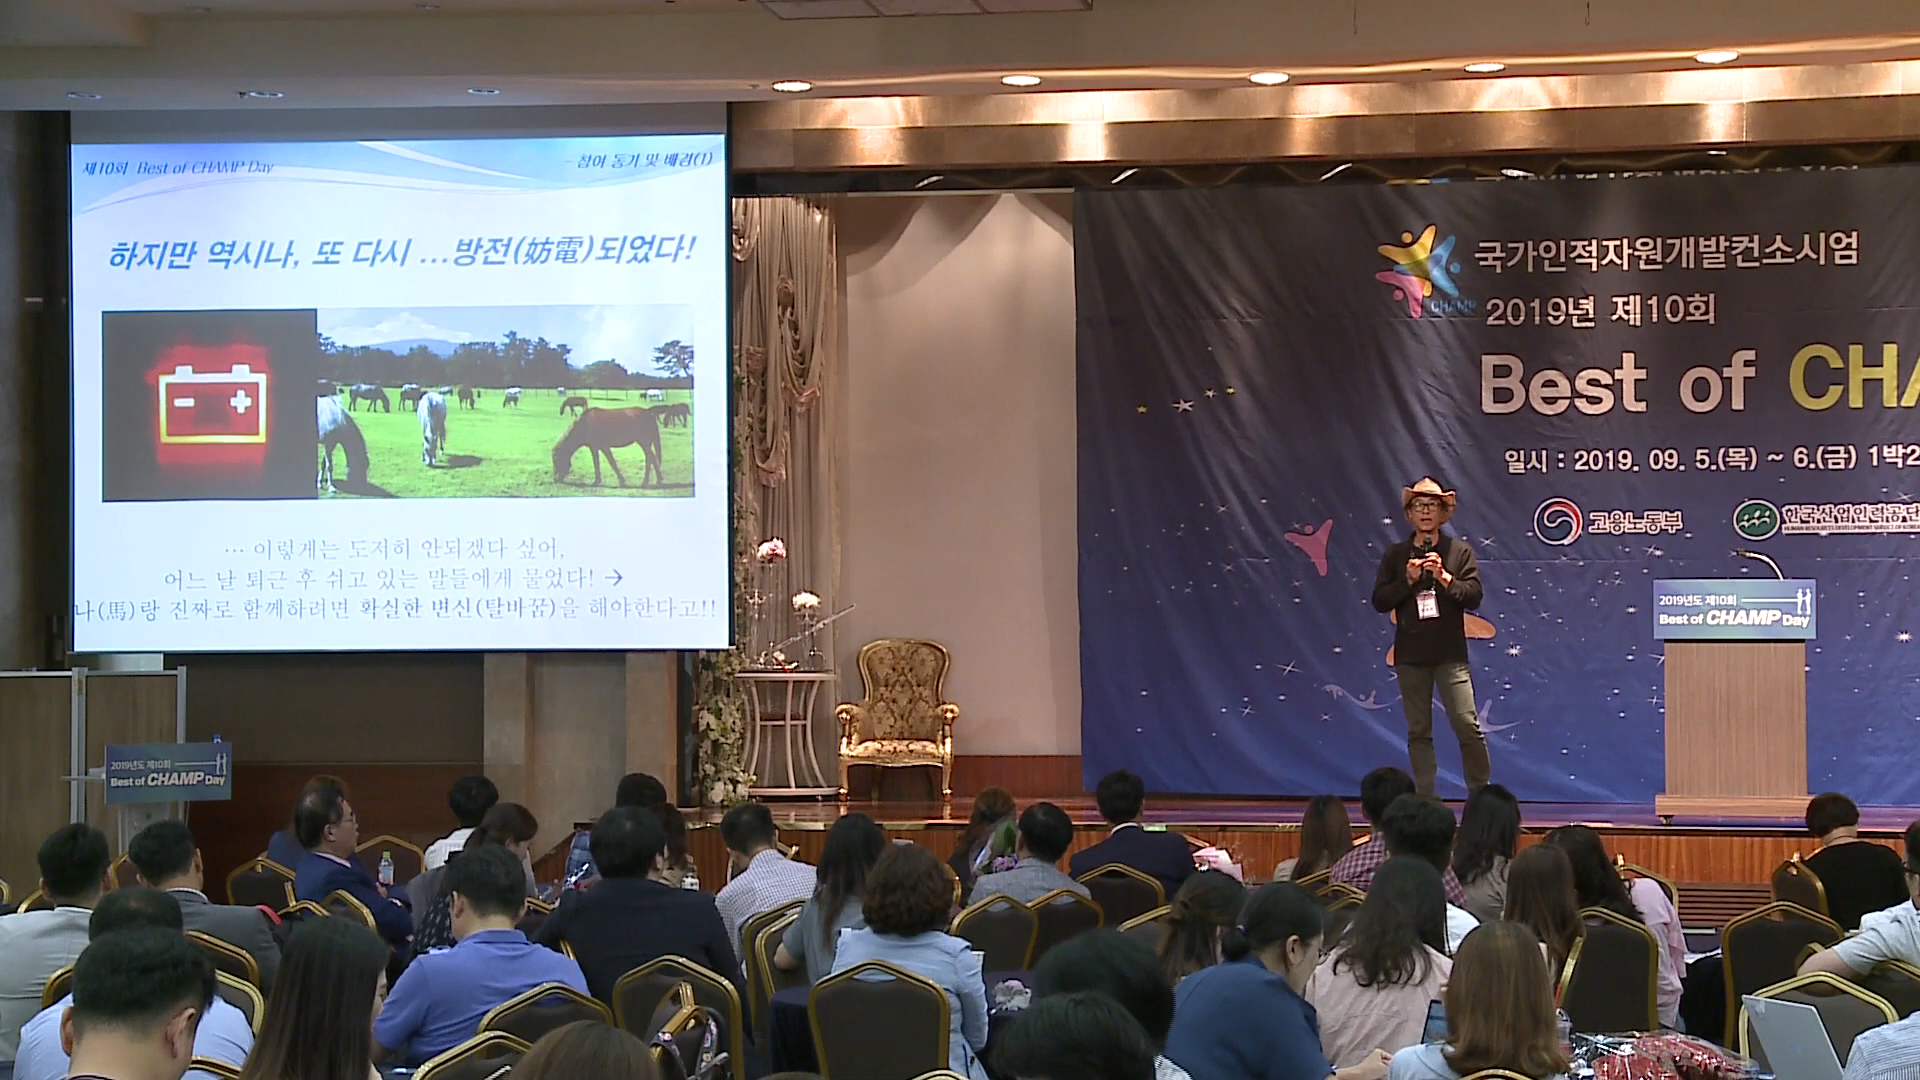 제10회 Best of CHAMP Day
- 참여 동기 및 배경(1)
하지만 역시나, 또 다시 ...방전(妨電)되었다!
... 이렇게는 도저히 안되겠다 싶어,
어느 날 퇴근 후 쉬고 있는 말들에게 물었다! →
나(馬)랑 진짜로 함께하려면 확실한 변신(탈바꿈)을 해야한다고!!
CHAMP
국가인적자원개발컨소시엄
2019년 제10회
Best of CHA
일시 : 2019. 09. 5.(목) ~ 6.(금) 1박2
고용노동부
한국산업인력공단
HUMAN RESOURCES DEVELOPMENT SERVICE OF KOREA
2019년도 제10회
Best of CHAMP Day
2019년도 제10회
Best of CHAMP Day